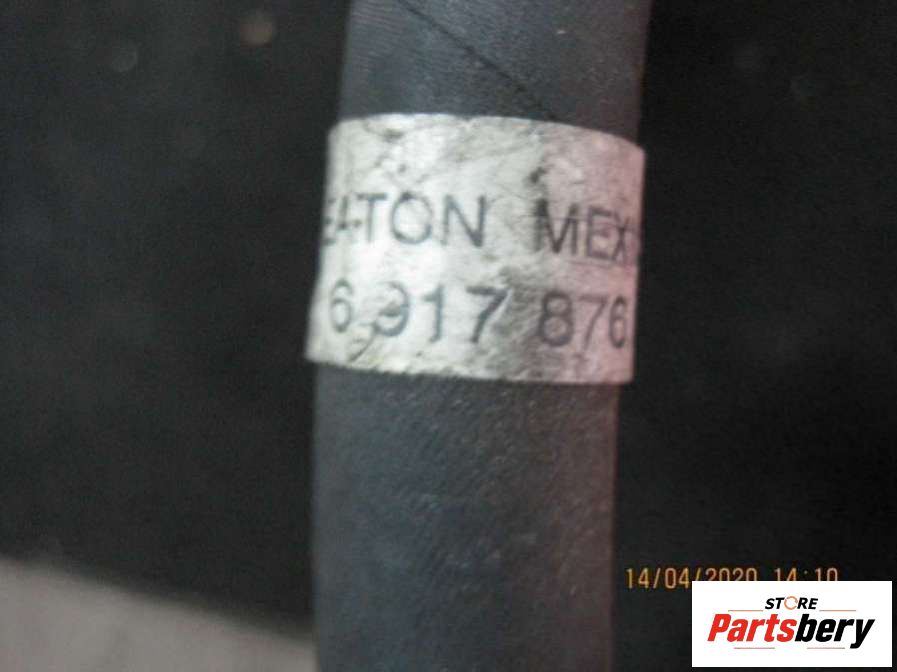 EATON MEX
6 917 876
14/04/2020 14:10
STORE
Partsbery